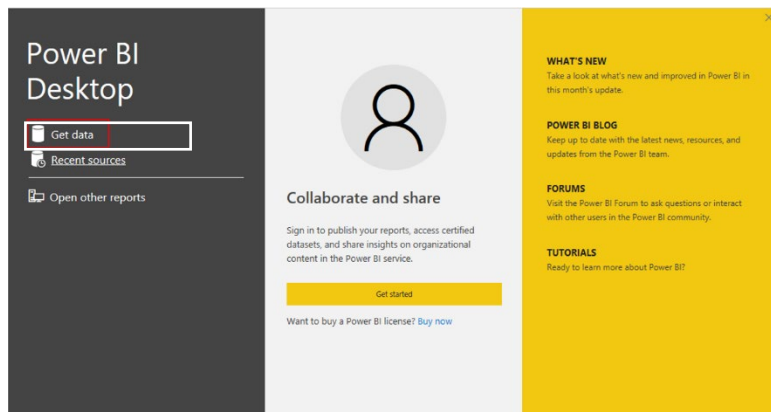 Power BI
Desktop
Get data
Recent sources
Open other reports
Collaborate and share
Sign in to publish your reports, access certified
datasets, and share insights on organizational
content in the Power BI service.
Get started
Want to buy a Power BI license? Buy now
WHAT'S NEW
Take a look at what's new and improved in Power BI in
this month's update.
POWER BI BLOG
Keep up to date with the latest news, resources, and
updates from the Power BI team.
FORUMS
Visit the Power BI Forum to ask questions or interact
with other users in the Power BI community.
TUTORIALS
Ready to learn more about Power BI?